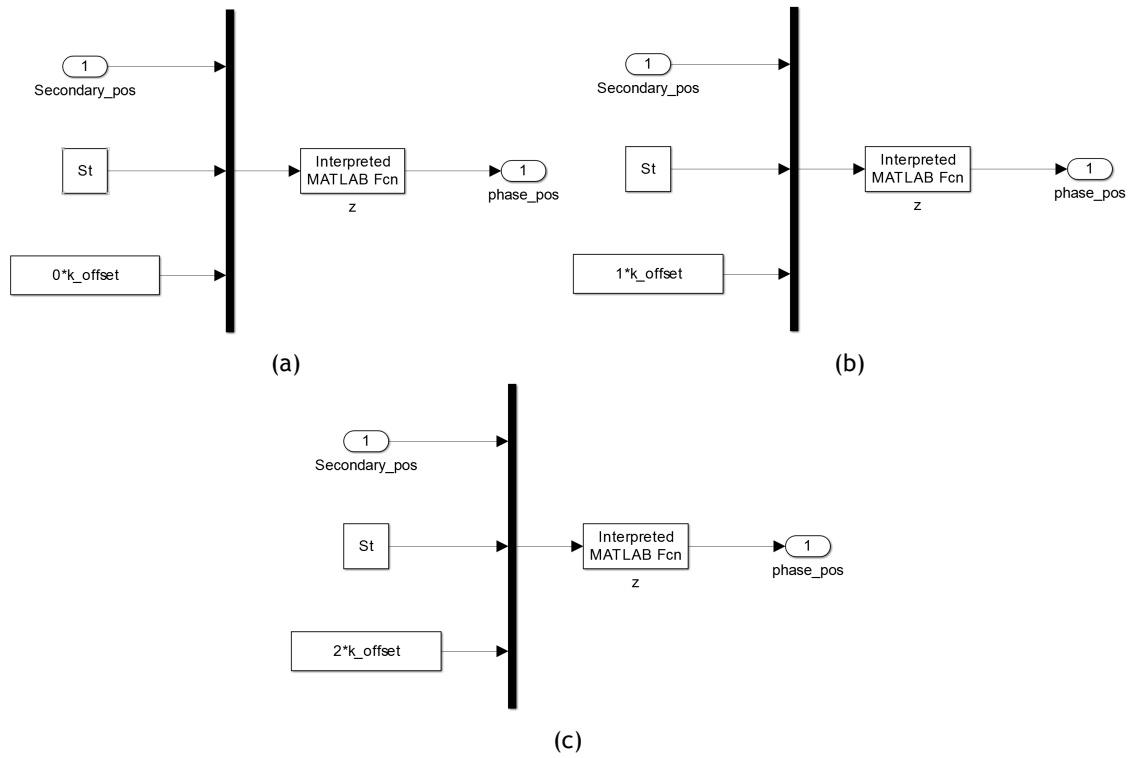 1
Secondary_pos
St
0*k_offset
Interpreted
MATLAB Fcn
z
1
phase_pos
(a)
1
Secondary_pos
St
1*k_offset
Interpreted
MATLAB Fcn
z
1
phase_pos
(b)
1
Secondary_pos
St
2*k_offset
Interpreted
MATLAB Fcn
z
1
phase_pos
(c)